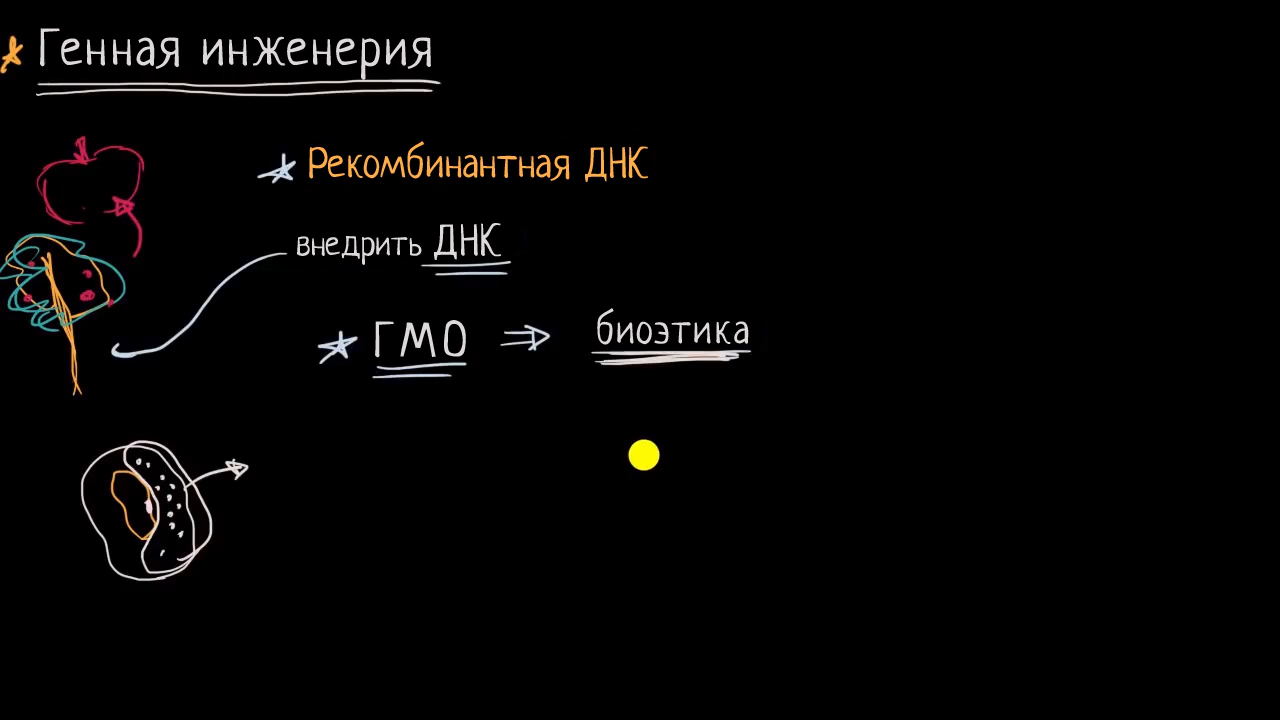 Генная инженерия
Рекомбинантная ДНК
внедрить ДНК
ГМО ⇒ биоэтика